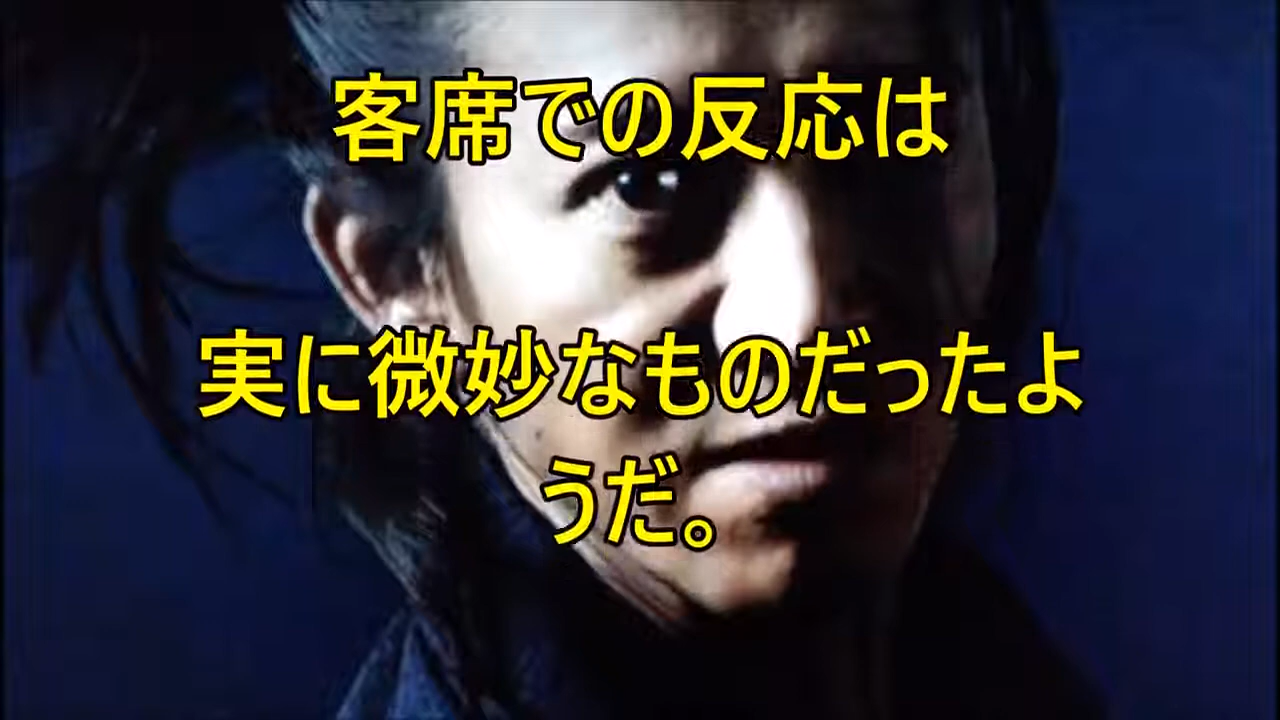 客席での反応は
実に微妙なものだったよ
うだ。